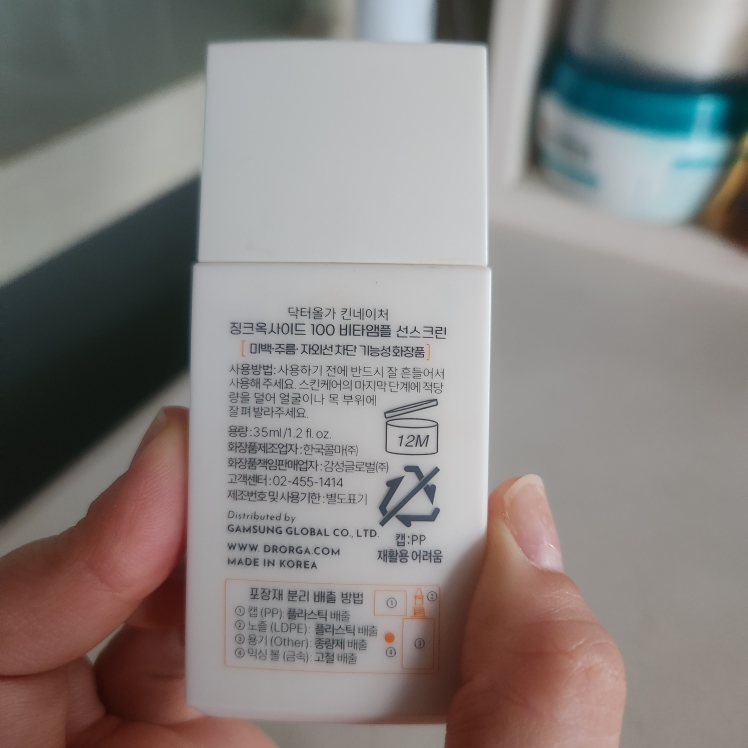 닥터올가 킨네이처
징크옥사이드 100 비타앰플 선스크린
[ 미백·주름·자외선 차단 기능성 화장품 ]
사용방법: 사용하기 전에 반드시 잘 흔들어서
사용해 주세요. 스킨케어의 마지막 단계에 적당
량을 덜어 얼굴이나 목 부위에
잘 펴 발라주세요.
12M
용량 : 35ml / 1.2 fl. oz.
화장품제조업자 : 한국콜마(주)
화장품책임판매업자 : 감성글로벌(주)
고객센터 : 02-455-1414
제조번호 및 사용기한 : 별도표기
Distributed by
GAMSUNG GLOBAL CO., LTD.
WWW. DRORGA.COM
MADE IN KOREA
캡:PP
재활용 어려움
포장재 분리 배출 방법
① 캡 (PP): 플라스틱 배출
② 노즐 (LDPE): 플라스틱 배출
③ 용기 (Other): 종량제 배출
④ 믹싱 볼 (금속): 고철 배출
① ②
④ ③